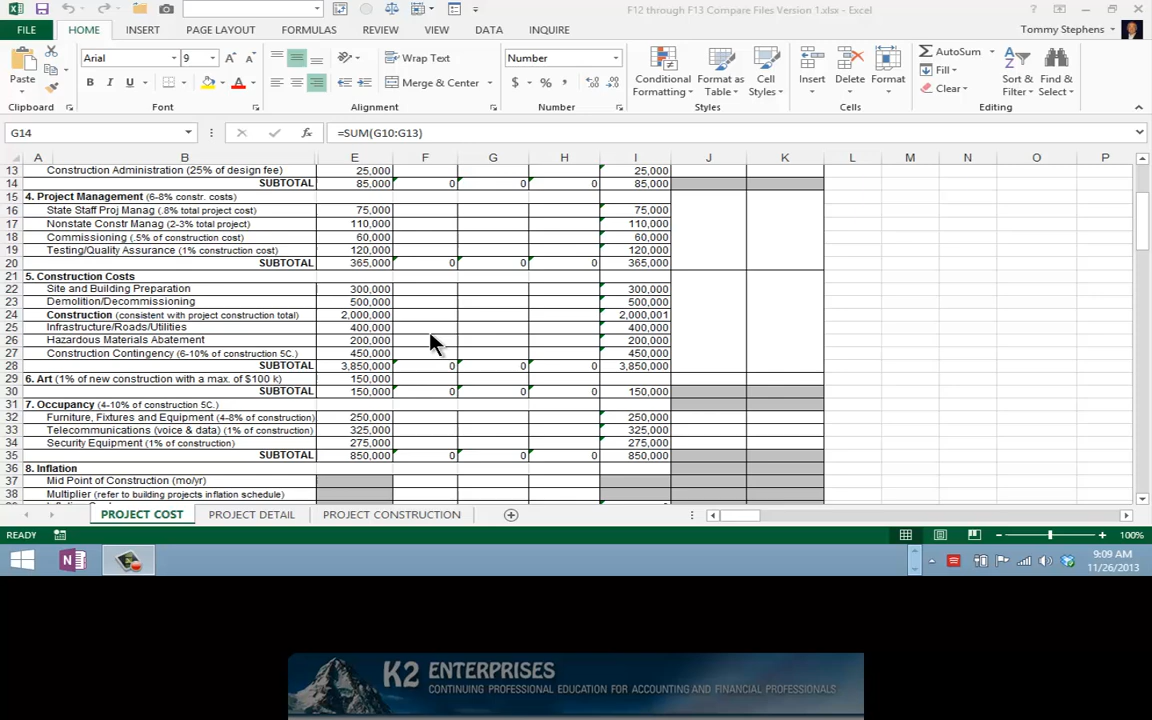 F12 through F13 Compare Files Version 1.xlsx - Excel
FILE HOME INSERT PAGE LAYOUT FORMULAS REVIEW VIEW DATA INQUIRE Tommy Stephens
Paste Arial 9 Wrap Text Number Conditional Formatting Format as Table Cell Styles Insert Delete Format AutoSum Sort & Filter Find & Select
B I U A Merge & Center $ % , Fill
Clear
Clipboard Font Alignment Number Styles Cells Editing
G14 fx =SUM(G10:G13)
A B E F G H I J K L M N O P
13 Construction Administration (25% of design fee) 25,000 25,000
14 SUBTOTAL 85,000 0 0 0 85,000
15 4. Project Management (6-8% constr. costs)
16 State Staff Proj Manag (.8% total project cost) 75,000 75,000
17 Nonstate Constr Manag (2-3% total project) 110,000 110,000
18 Commissioning (.5% of construction cost) 60,000 60,000
19 Testing/Quality Assurance (1% construction cost) 120,000 120,000
20 SUBTOTAL 365,000 0 0 0 365,000
21 5. Construction Costs
22 Site and Building Preparation 300,000 300,000
23 Demolition/Decommissioning 500,000 500,000
24 Construction (consistent with project construction total) 2,000,000 2,000,001
25 Infrastructure/Roads/Utilities 400,000 400,000
26 Hazardous Materials Abatement 200,000 200,000
27 Construction Contingency (6-10% of construction 5C.) 450,000 450,000
28 SUBTOTAL 3,850,000 0 0 0 3,850,000
29 6. Art (1% of new construction with a max. of $100 k) 150,000
30 SUBTOTAL 150,000 0 0 0 150,000
31 7. Occupancy (4-10% of construction 5C.)
32 Furniture, Fixtures and Equipment (4-8% of construction) 250,000 250,000
33 Telecommunications (voice & data) (1% of construction) 325,000 325,000
34 Security Equipment (1% of construction) 275,000 275,000
35 SUBTOTAL 850,000 0 0 0 850,000
36 8. Inflation
37 Mid Point of Construction (mo/yr)
38 Multiplier (refer to building projects inflation schedule)
PROJECT COST PROJECT DETAIL PROJECT CONSTRUCTION
READY 100%
9:09 AM
11/26/2013
K2 ENTERPRISES
CONTINUING PROFESSIONAL EDUCATION FOR ACCOUNTING AND FINANCIAL PROFESSIONALS